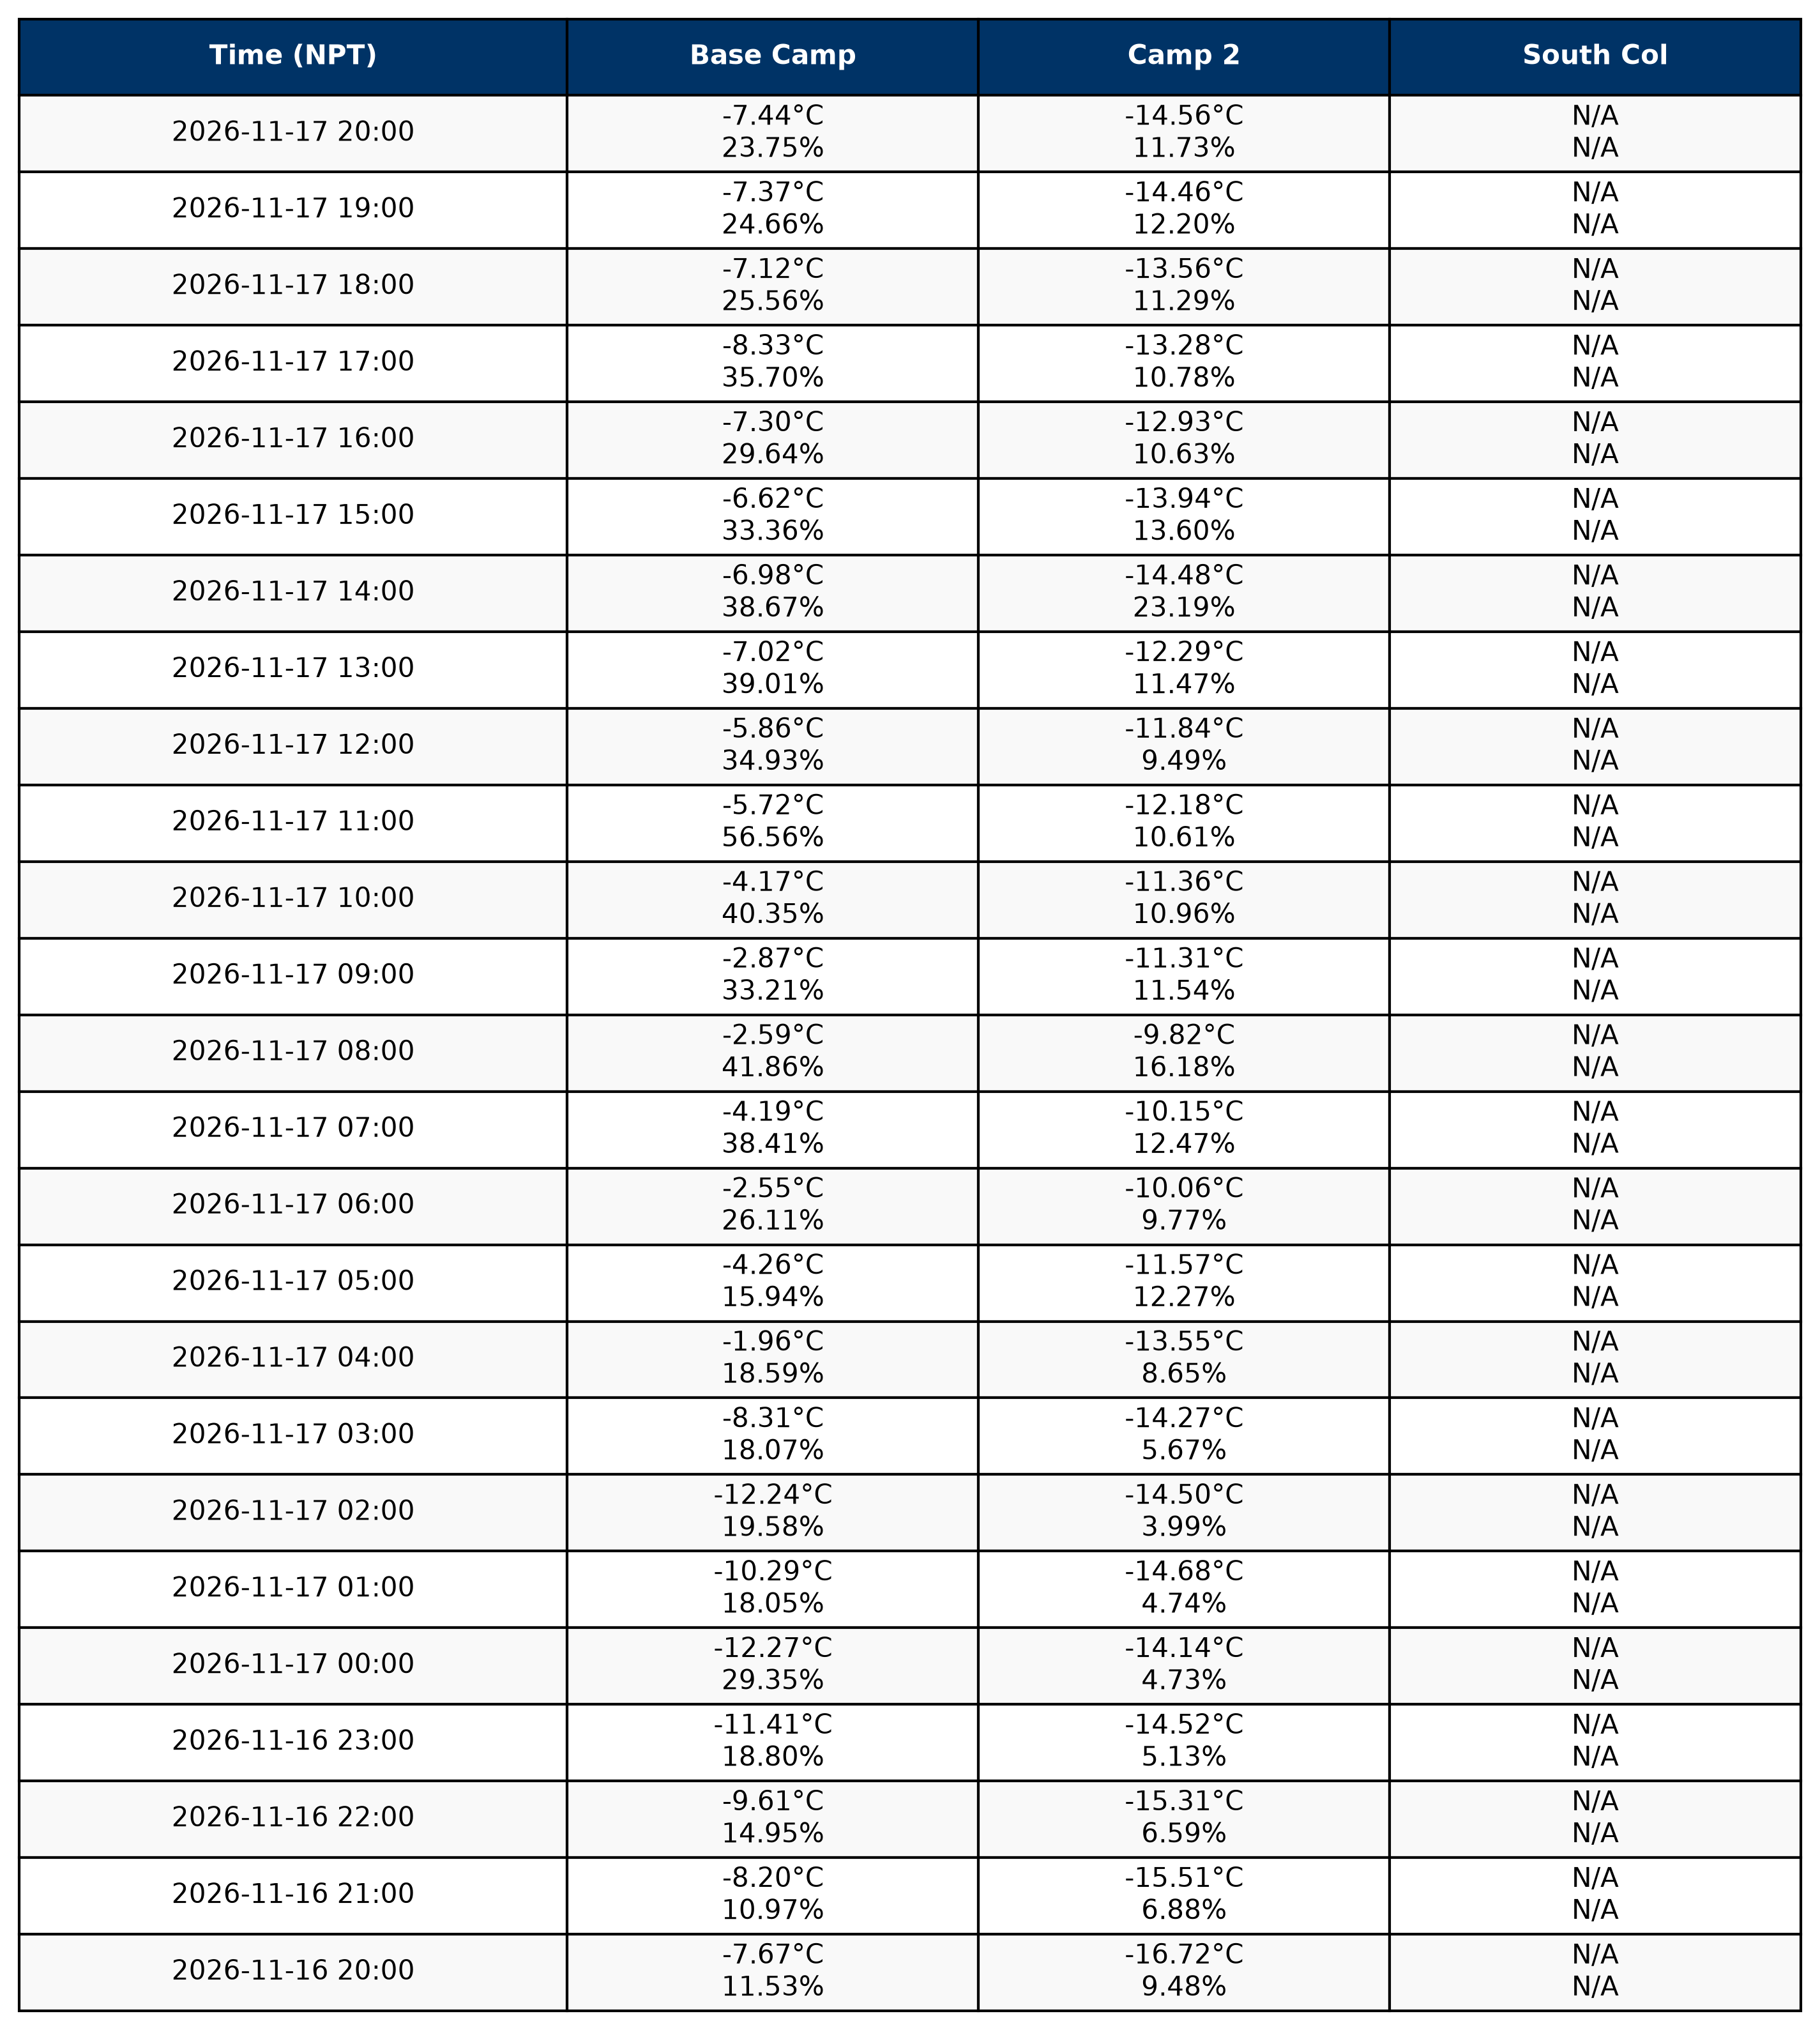 Time (NPT) Base Camp Camp 2 South Col
-7.44°C -14.56°C N/A
2026-11-17 20:00
23.75% 11.73% N/A
-7.37°C -14.46°C N/A
2026-11-17 19:00
24.66% 12.20% N/A
-7.12°C -13.56°C N/A
2026-11-17 18:00
25.56% 11.29% N/A
-8.33°C -13.28°C N/A
2026-11-17 17:00
35.70% 10.78% N/A
-7.30°C -12.93°C N/A
2026-11-17 16:00
29.64% 10.63% N/A
-6.62°C -13.94°C N/A
2026-11-17 15:00
33.36% 13.60% N/A
-6.98°C -14.48°C N/A
2026-11-17 14:00
38.67% 23.19% N/A
-7.02°C -12.29°C N/A
2026-11-17 13:00
39.01% 11.47% N/A
-5.86°C -11.84°C N/A
2026-11-17 12:00
34.93% 9.49% N/A
-5.72°C -12.18°C N/A
2026-11-17 11:00
56.56% 10.61% N/A
-4.17°C -11.36°C N/A
2026-11-17 10:00
40.35% 10.96% N/A
-2.87°C -11.31°C N/A
2026-11-17 09:00
33.21% 11.54% N/A
-2.59°C -9.82°C N/A
2026-11-17 08:00
41.86% 16.18% N/A
-4.19°C -10.15°C N/A
2026-11-17 07:00
38.41% 12.47% N/A
-2.55°C -10.06°C N/A
2026-11-17 06:00
26.11% 9.77% N/A
-4.26°C -11.57°C N/A
2026-11-17 05:00
15.94% 12.27% N/A
-1.96°C -13.55°C N/A
2026-11-17 04:00
18.59% 8.65% N/A
-8.31°C -14.27°C N/A
2026-11-17 03:00
18.07% 5.67% N/A
-12.24°C -14.50°C N/A
2026-11-17 02:00
19.58% 3.99% N/A
-10.29°C -14.68°C N/A
2026-11-17 01:00
18.05% 4.74% N/A
-12.27°C -14.14°C N/A
2026-11-17 00:00
29.35% 4.73% N/A
-11.41°C -14.52°C N/A
2026-11-16 23:00
18.80% 5.13% N/A
-9.61°C -15.31°C N/A
2026-11-16 22:00
14.95% 6.59% N/A
-8.20°C -15.51°C N/A
2026-11-16 21:00
10.97% 6.88% N/A
-7.67°C -16.72°C N/A
2026-11-16 20:00
11.53% 9.48% N/A